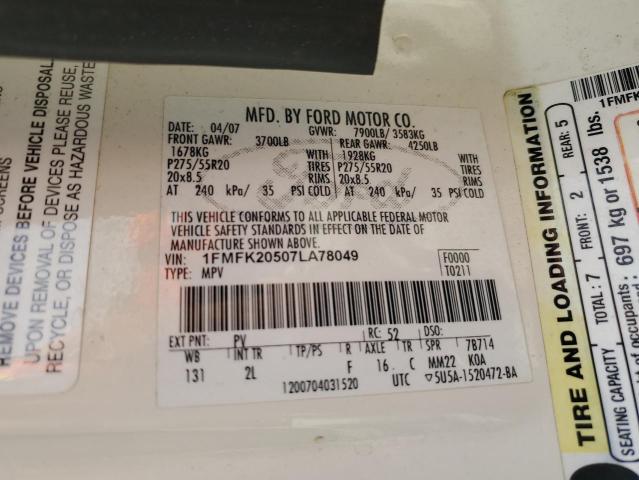 SCREENS
REMOVE DEVICES BEFORE VEHICLE DISPOSAL.
UPON REMOVAL OF DEVICES PLEASE REUSE,
RECYCLE, OR DISPOSE AS HAZARDOUS WASTE
MFD. BY FORD MOTOR CO.
DATE: 04/07 GVWR: 7900LB/ 3583KG
FRONT GAWR: 3700LB REAR GAWR: 4250LB
1678KG WITH 1928KG WITH
P275/55R20 TIRES P275/55R20 TIRES
20x8.5 RIMS 20x8.5 RIMS
AT 240 kPa/ 35 PSI COLD AT 240 kPa/ 35 PSI COLD
Ford
THIS VEHICLE CONFORMS TO ALL APPLICABLE FEDERAL MOTOR
VEHICLE SAFETY STANDARDS IN EFFECT ON THE DATE OF
MANUFACTURE SHOWN ABOVE.
VIN: 1FMFK20507LA78049 F0000
TYPE: MPV T0211
EXT PNT: PV RC: 52 DSO:
WB INT TR TP/PS R AXLE TR SPR 7B714
131 2L F 16 C MM22 KOA
1200704031520 UTC ▽5U5A-1520472-BA
TIRE AND LOADING INFORMATION
SEATING CAPACITY TOTAL: 7 FRONT: 2 REAR: 5
697 kg or 1538 lbs.
1FMFK